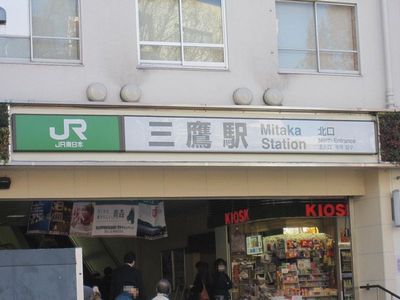 JR
JR東日本
三鷹駅
Mitaka
Station
北口
North Entrance
KIOSK
KIOSK